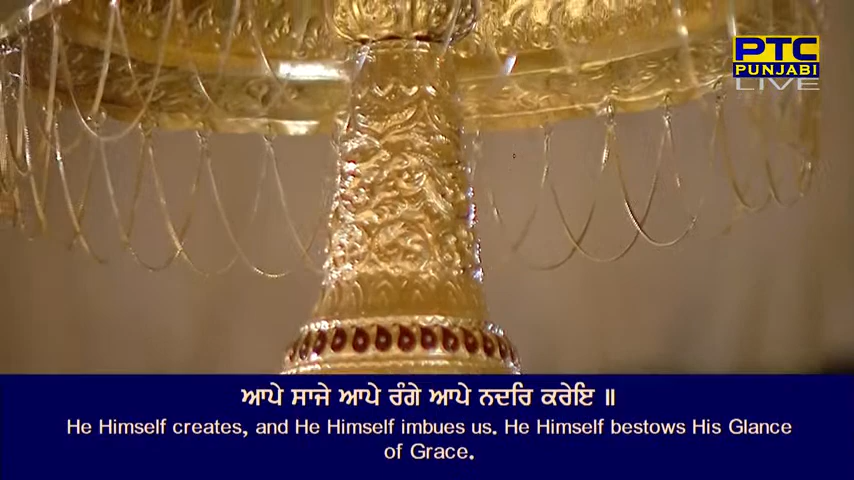 PTC
PUNJABI
LIVE
ਆਪੇ ਸਾਜੇ ਆਪੇ ਰੰਗੇ ਆਪੇ ਨਦਰਿ ਕਰੇਇ ॥
He Himself creates, and He Himself imbues us. He Himself bestows His Glance
of Grace.